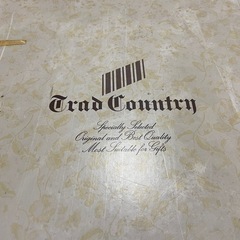 Trad Country
Specially Selected
Original and Best Quality
Most Suitable for Gifts